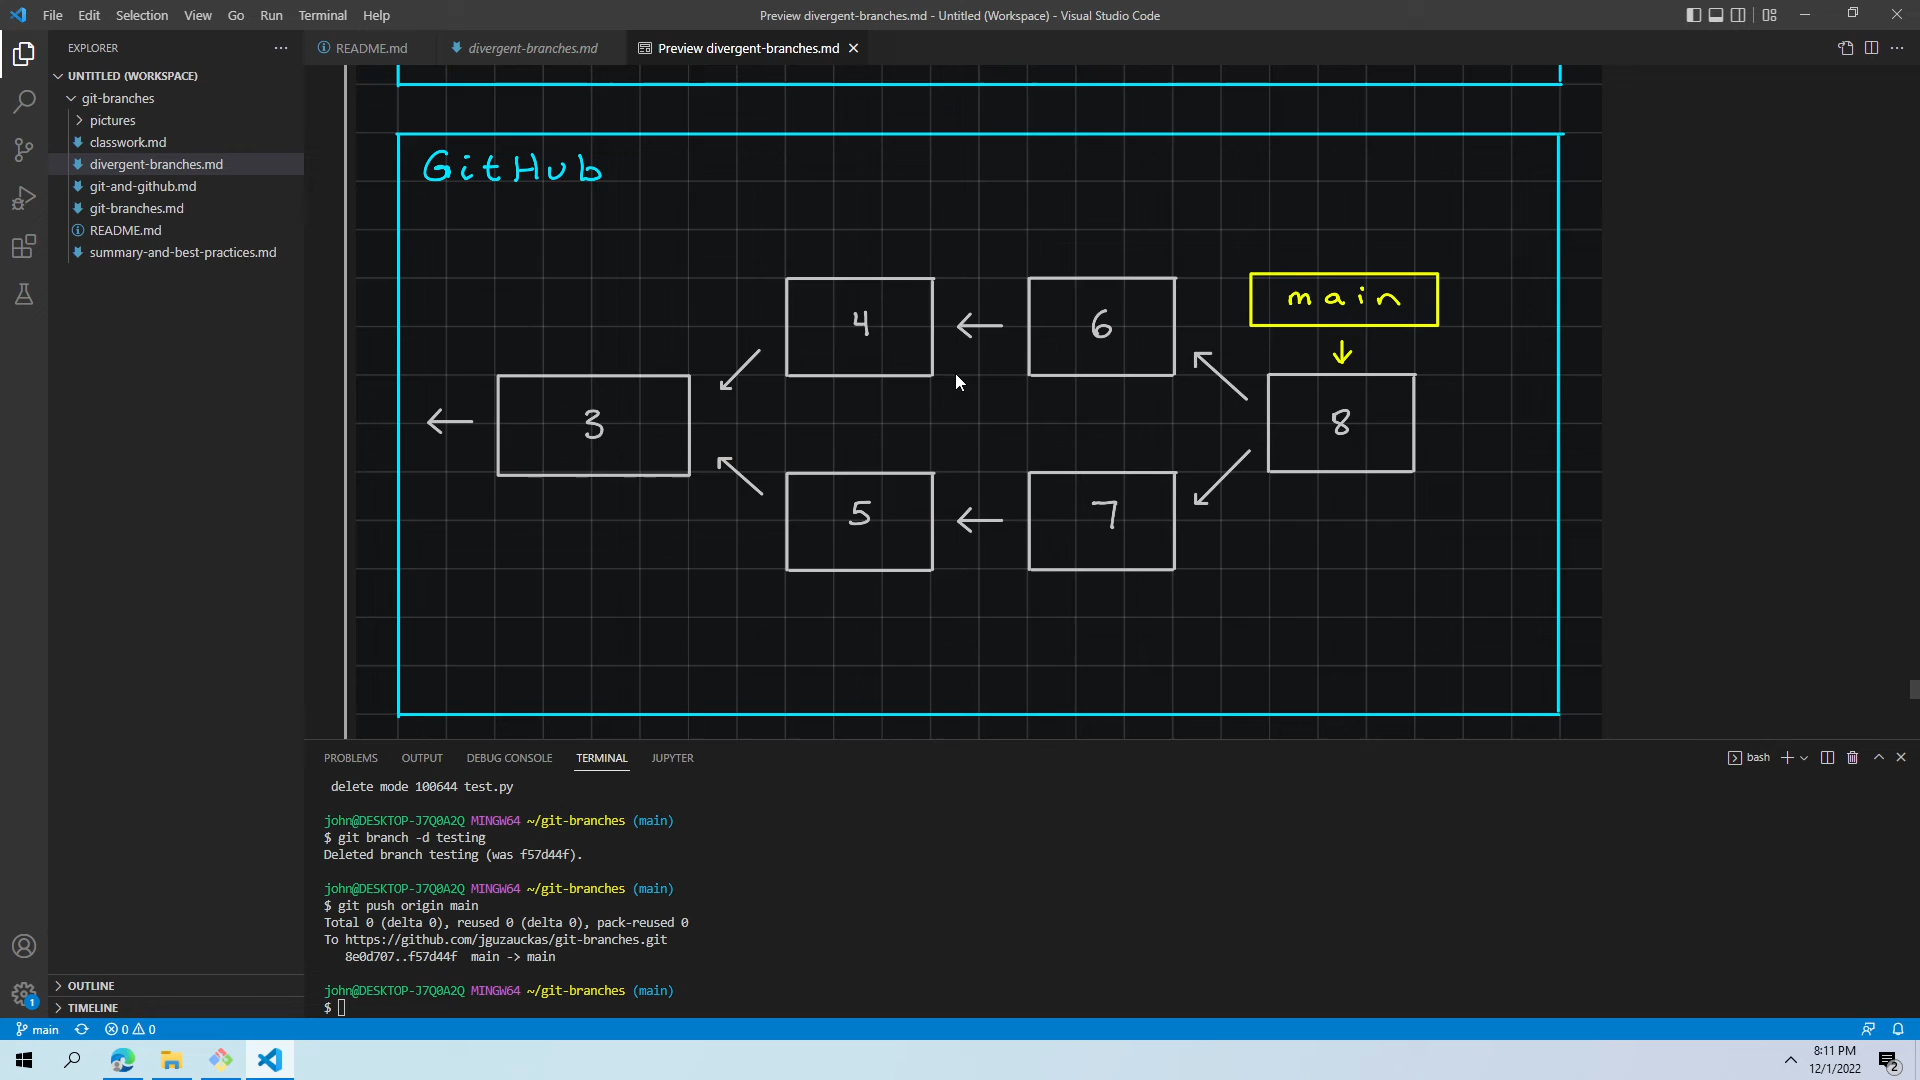 File Edit Selection View Go Run Terminal Help
Preview divergent-branches.md - Untitled (Workspace) - Visual Studio Code
EXPLORER
README.md
divergent-branches.md
Preview divergent-branches.md
UNTITLED (WORKSPACE)
git-branches
pictures
classwork.md
divergent-branches.md
git-and-github.md
git-branches.md
README.md
summary-and-best-practices.md
GitHub
main
4 6
3 8
5 7
PROBLEMS OUTPUT DEBUG CONSOLE TERMINAL JUPYTER
bash
delete mode 100644 test.py
john@DESKTOP-J7Q0A2Q MINGW64 ~/git-branches (main)
$ git branch -d testing
Deleted branch testing (was f57d44f).
john@DESKTOP-J7Q0A2Q MINGW64 ~/git-branches (main)
$ git push origin main
Total 0 (delta 0), reused 0 (delta 0), pack-reused 0
To https://github.com/jguzauckas/git-branches.git
8e0d707..f57d44f main -> main
john@DESKTOP-J7Q0A2Q MINGW64 ~/git-branches (main)
$
OUTLINE
TIMELINE
1
main
0 0
8:11 PM
12/1/2022
2